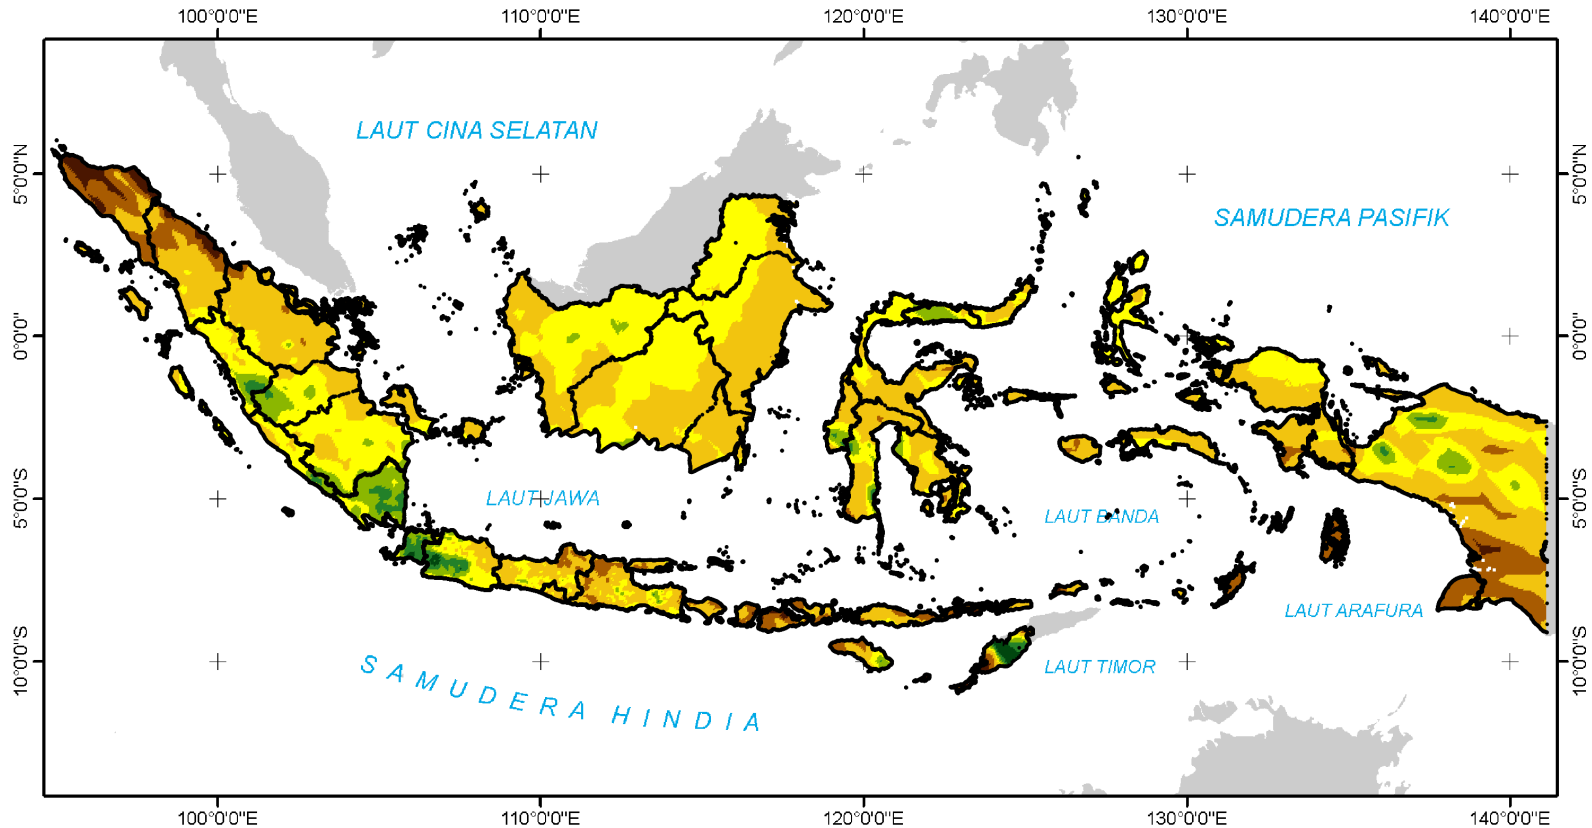 100°0'0"E 110°0'0"E 120°0'0"E 130°0'0"E 140°0'0"E
LAUT CINA SELATAN
5°0'0"N 5°0'0"N
SAMUDERA PASIFIK
0°0'0" 0°0'0"
5°0'0"S 5°0'0"S
LAUT JAWA
LAUT BANDA
LAUT ARAFURA
10°0'0"S 10°0'0"S
LAUT TIMOR
SAMUDERA HINDIA
100°0'0"E 110°0'0"E 120°0'0"E 130°0'0"E 140°0'0"E